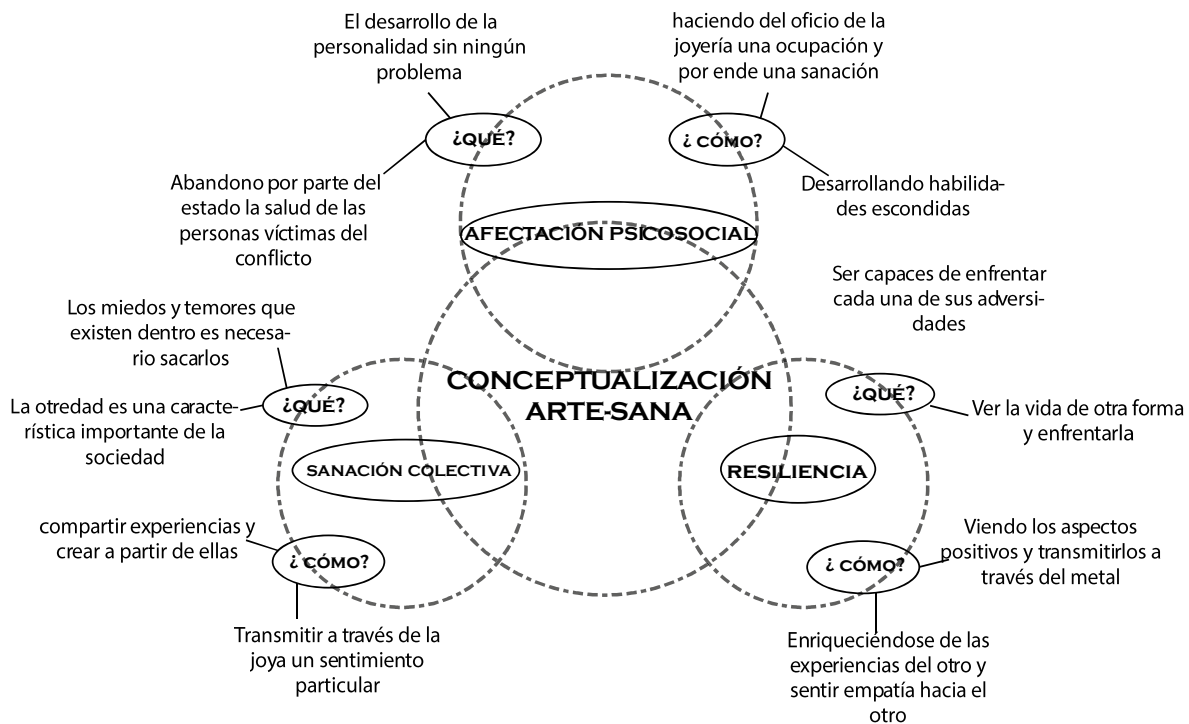 El desarrollo de la
personalidad sin ningún
problema
haciendo del oficio de la
joyería una ocupación y
por ende una sanación
¿QUÉ?
¿ CÓMO?
Abandono por parte del
estado la salud de las
personas víctimas del
conflicto
Desarrollando habilida-
des escondidas
AFECTACIÓN PSICOSOCIAL
Ser capaces de enfrentar
cada una de sus adversi-
dades
Los miedos y temores que
existen dentro es necesa-
rio sacarlos
CONCEPTUALIZACIÓN
ARTE-SANA
¿QUÉ?
La otredad es una caracte-
rística importante de la
sociedad
¿QUÉ?
Ver la vida de otra forma
y enfrentarla
SANACIÓN COLECTIVA
RESILIENCIA
compartir experiencias y
crear a partir de ellas
¿ CÓMO?
Transmitir a través de la
joya un sentimiento
particular
Viendo los aspectos
positivos y transmitirlos a
través del metal
¿ CÓMO?
Enriqueciéndose de las
experiencias del otro y
sentir empatía hacia el
otro